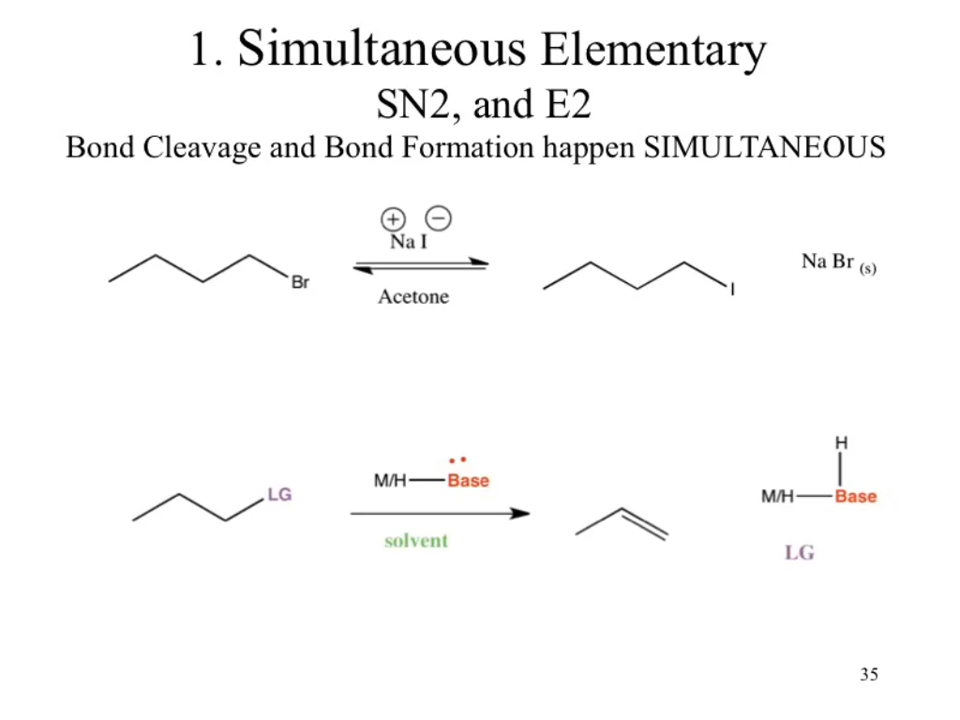 1. Simultaneous Elementary
SN2, and E2
Bond Cleavage and Bond Formation happen SIMULTANEOUS
⊕ ⊖
Na I
Br
Acetone
I
Na Br (s)
LG
M/H—Base
solvent
H
M/H—Base
LG
35